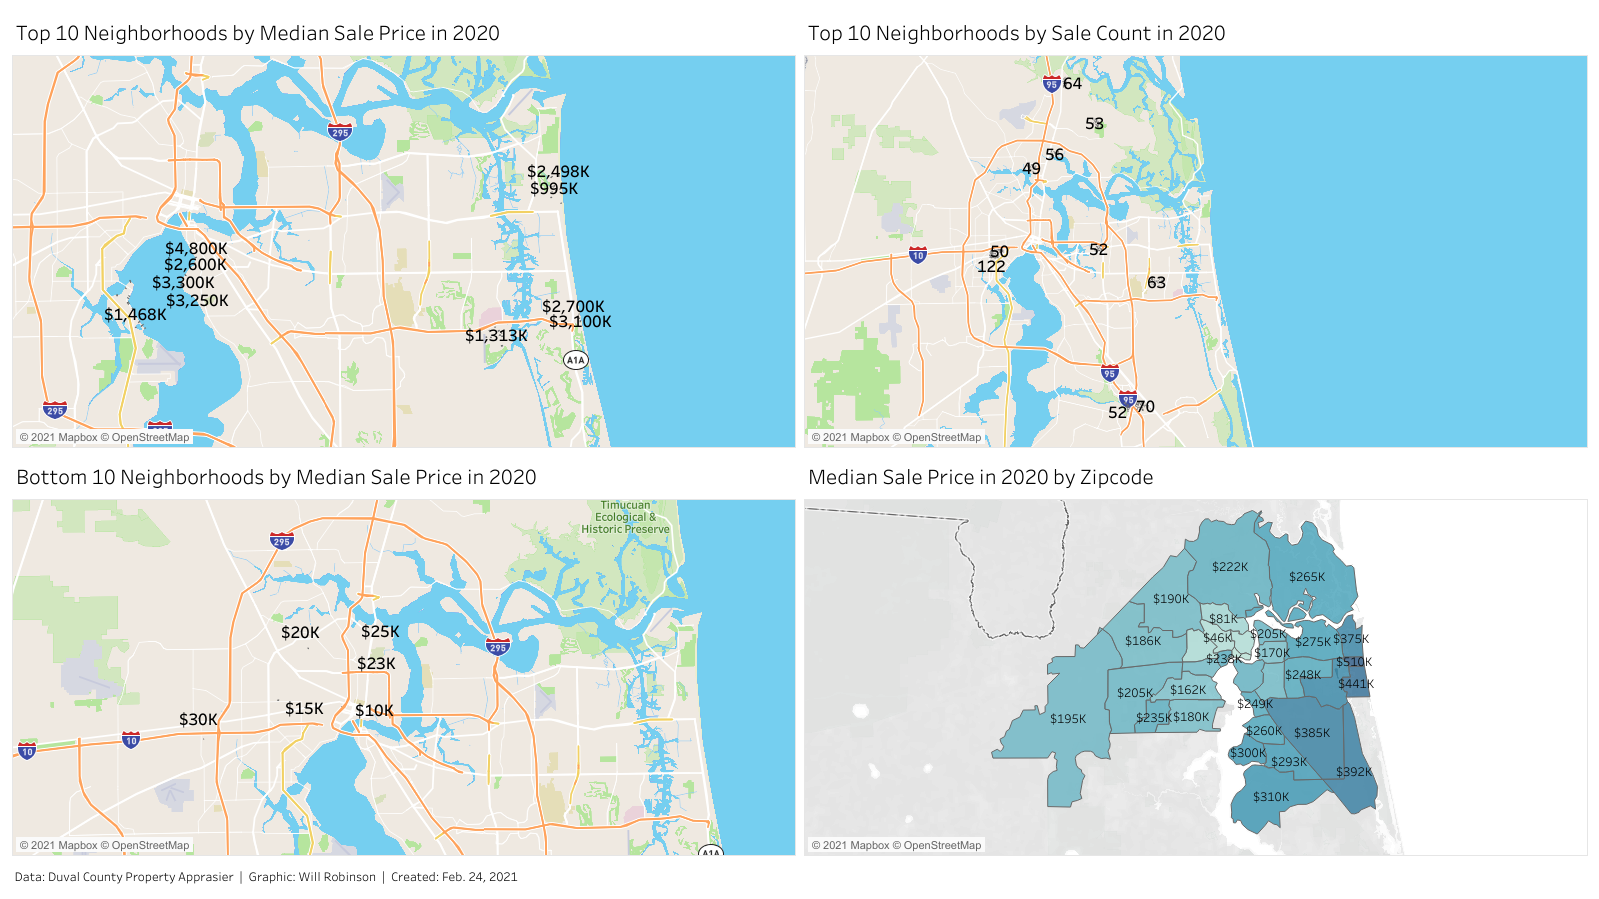 Top 10 Neighborhoods by Median Sale Price in 2020
295
$2,498K
$995K
$4,800K
$2,600K
$3,300K
$3,250K
$1,468K
$2,700K
$3,100K
$1,313K
A1A
295
© 2021 Mapbox © OpenStreetMap
Top 10 Neighborhoods by Sale Count in 2020
95
64
53
56
49
10
50
122
52
63
95
95
52
70
© 2021 Mapbox © OpenStreetMap
Bottom 10 Neighborhoods by Median Sale Price in 2020
Timucuan
Ecological &
Historic Preserve
295
$20K
$25K
295
$23K
$15K
$10K
$30K
10
10
A1A
© 2021 Mapbox © OpenStreetMap
Median Sale Price in 2020 by Zipcode
$222K
$265K
$190K
$81K
$186K
$46K
$205K
$275K
$375K
$170K
$238K
$510K
$248K
$441K
$205K
$162K
$249K
$195K
$235K
$180K
$260K
$385K
$300K
$293K
$392K
$310K
© 2021 Mapbox © OpenStreetMap
Data: Duval County Property Apprasier | Graphic: Will Robinson | Created: Feb. 24, 2021